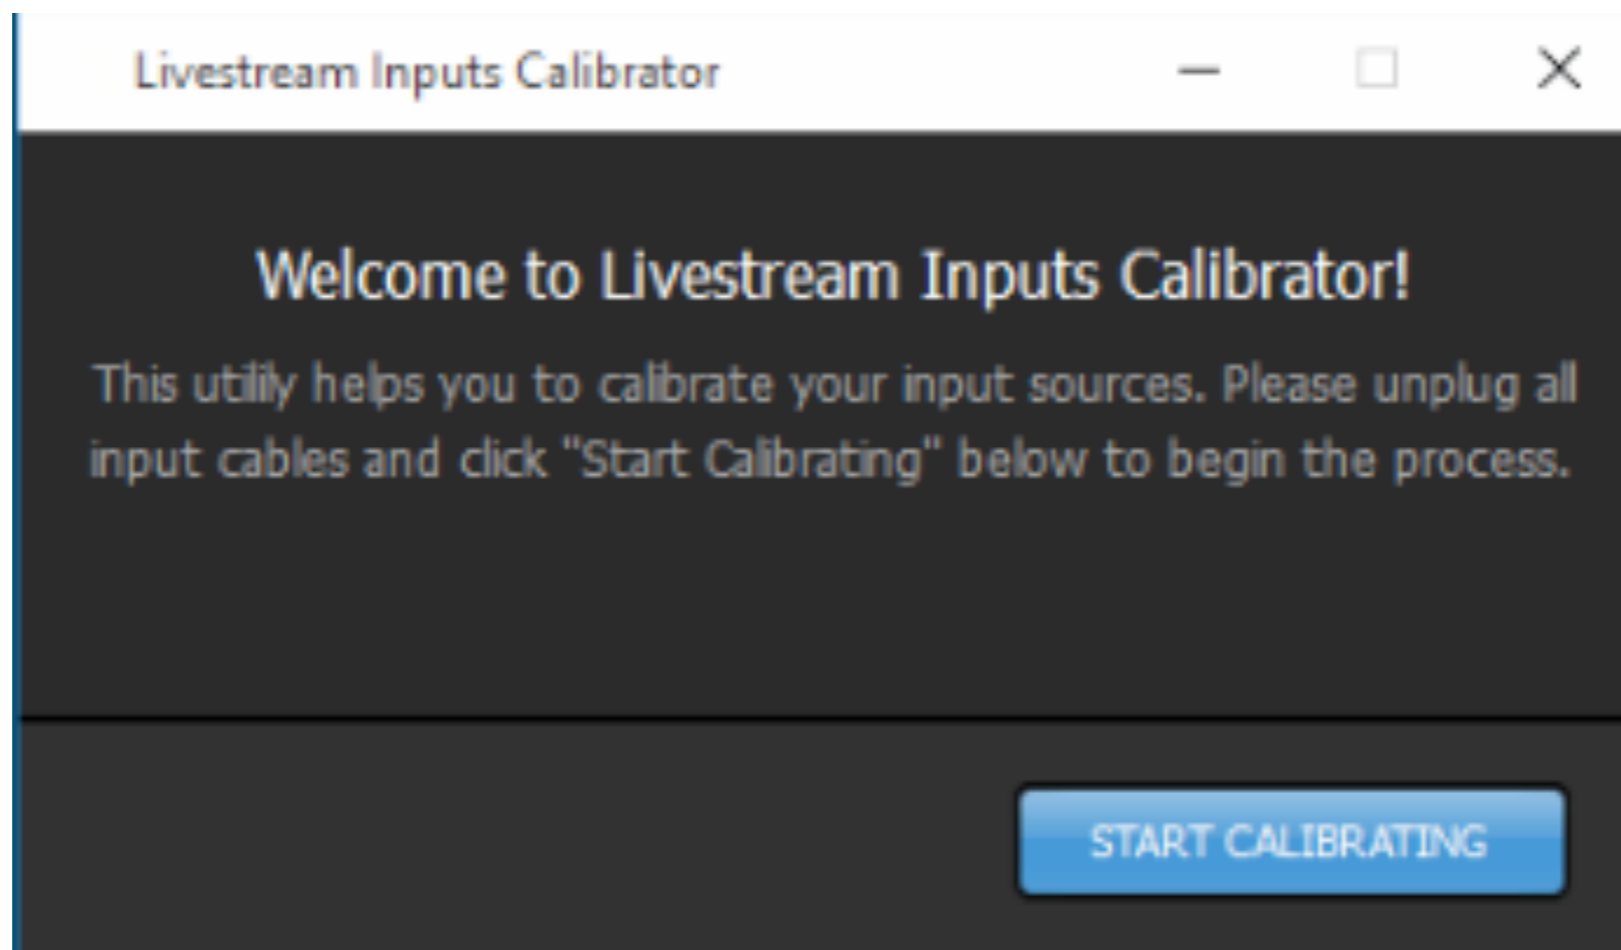 Livestream Inputs Calibrator
Welcome to Livestream Inputs Calibrator!
This utilily helps you to calibrate your input sources. Please unplug all
input cables and click "Start Calibrating" below to begin the process.
START CALIBRATING